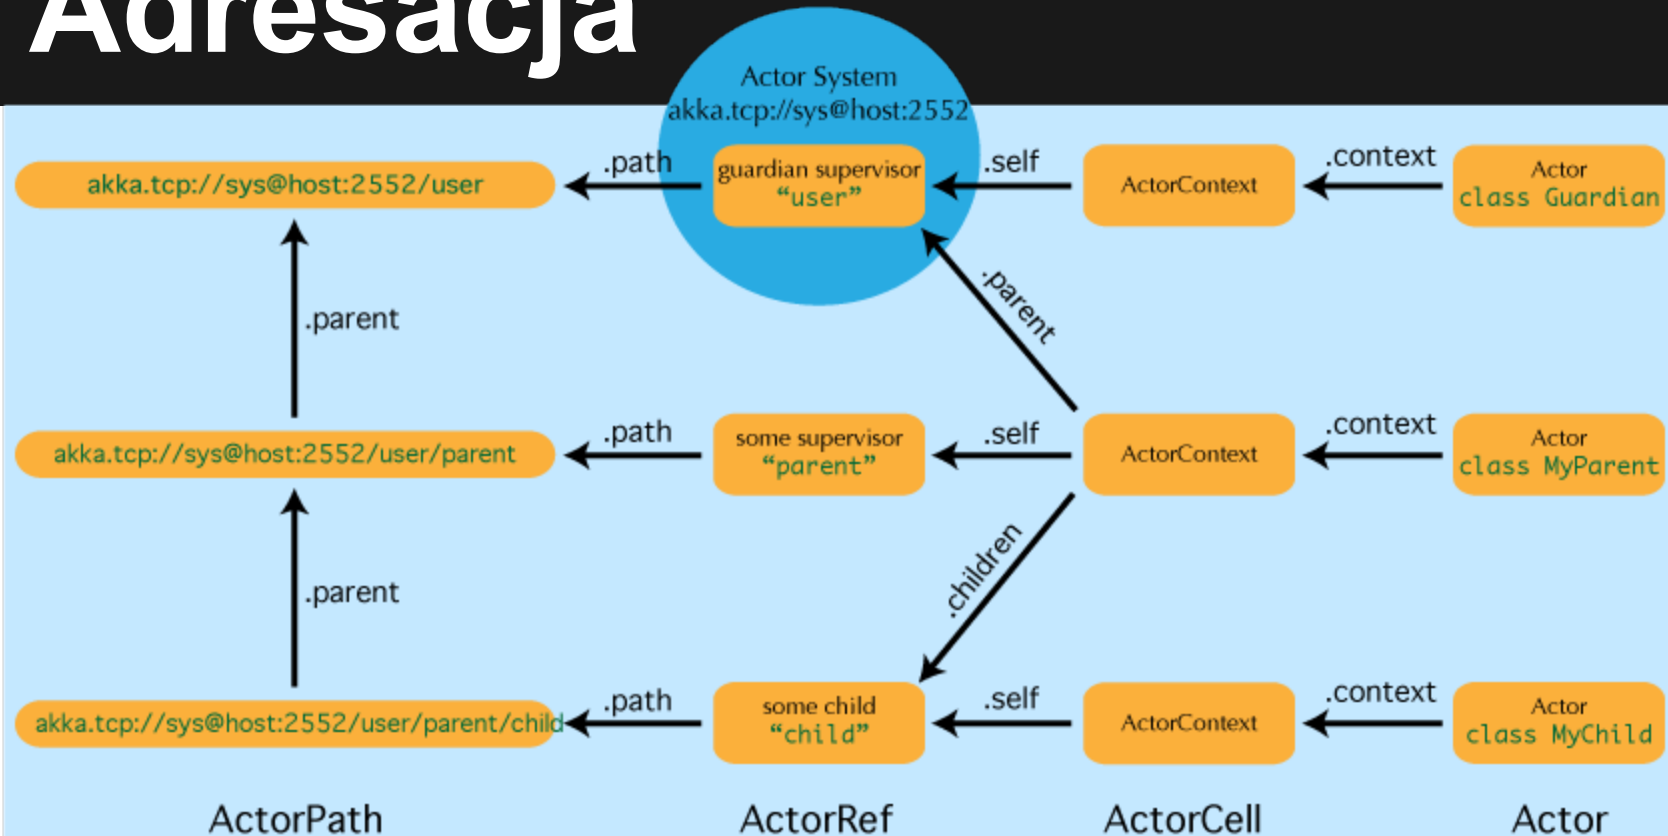 Adresacja
Actor System
akka.tcp://sys@host:2552
akka.tcp://sys@host:2552/user
.path
guardian supervisor
“user”
.self
ActorContext
.context
Actor
class Guardian
.parent
.parent
akka.tcp://sys@host:2552/user/parent
.path
some supervisor
“parent”
.self
ActorContext
.context
Actor
class MyParent
.parent
.children
akka.tcp://sys@host:2552/user/parent/child
.path
some child
“child”
.self
ActorContext
.context
Actor
class MyChild
ActorPath
ActorRef
ActorCell
Actor